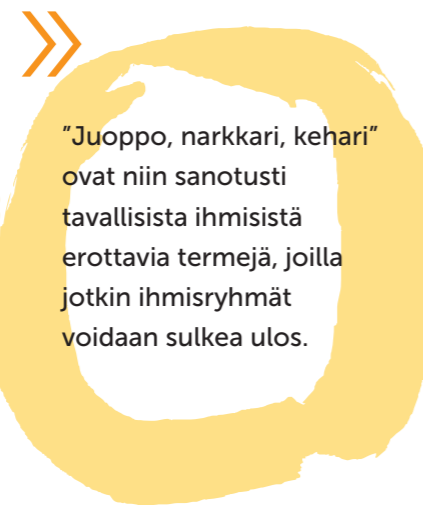 ”Juoppo, narkkari, kehari”
ovat niin sanotusti
tavallisista ihmisistä
erottavia termejä, joilla
jotkin ihmisryhmät
voidaan sulkea ulos.